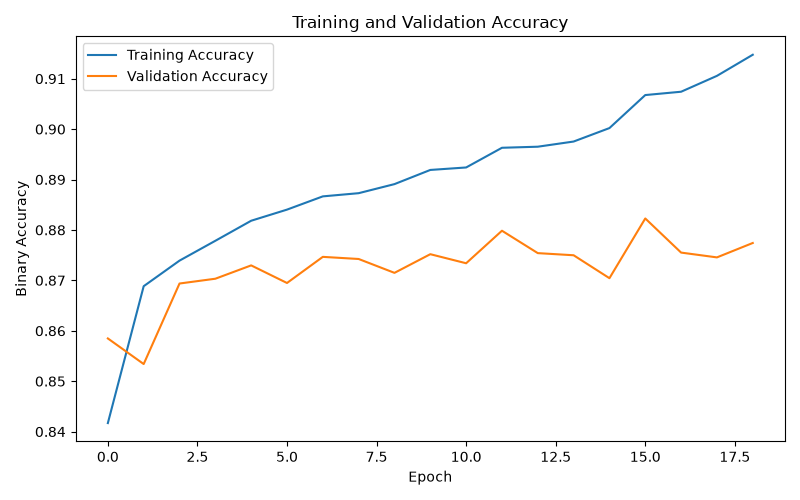 Training and Validation Accuracy
Training Accuracy
Validation Accuracy
Binary Accuracy
0.91
0.90
0.89
0.88
0.87
0.86
0.85
0.84
0.0 2.5 5.0 7.5 10.0 12.5 15.0 17.5
Epoch